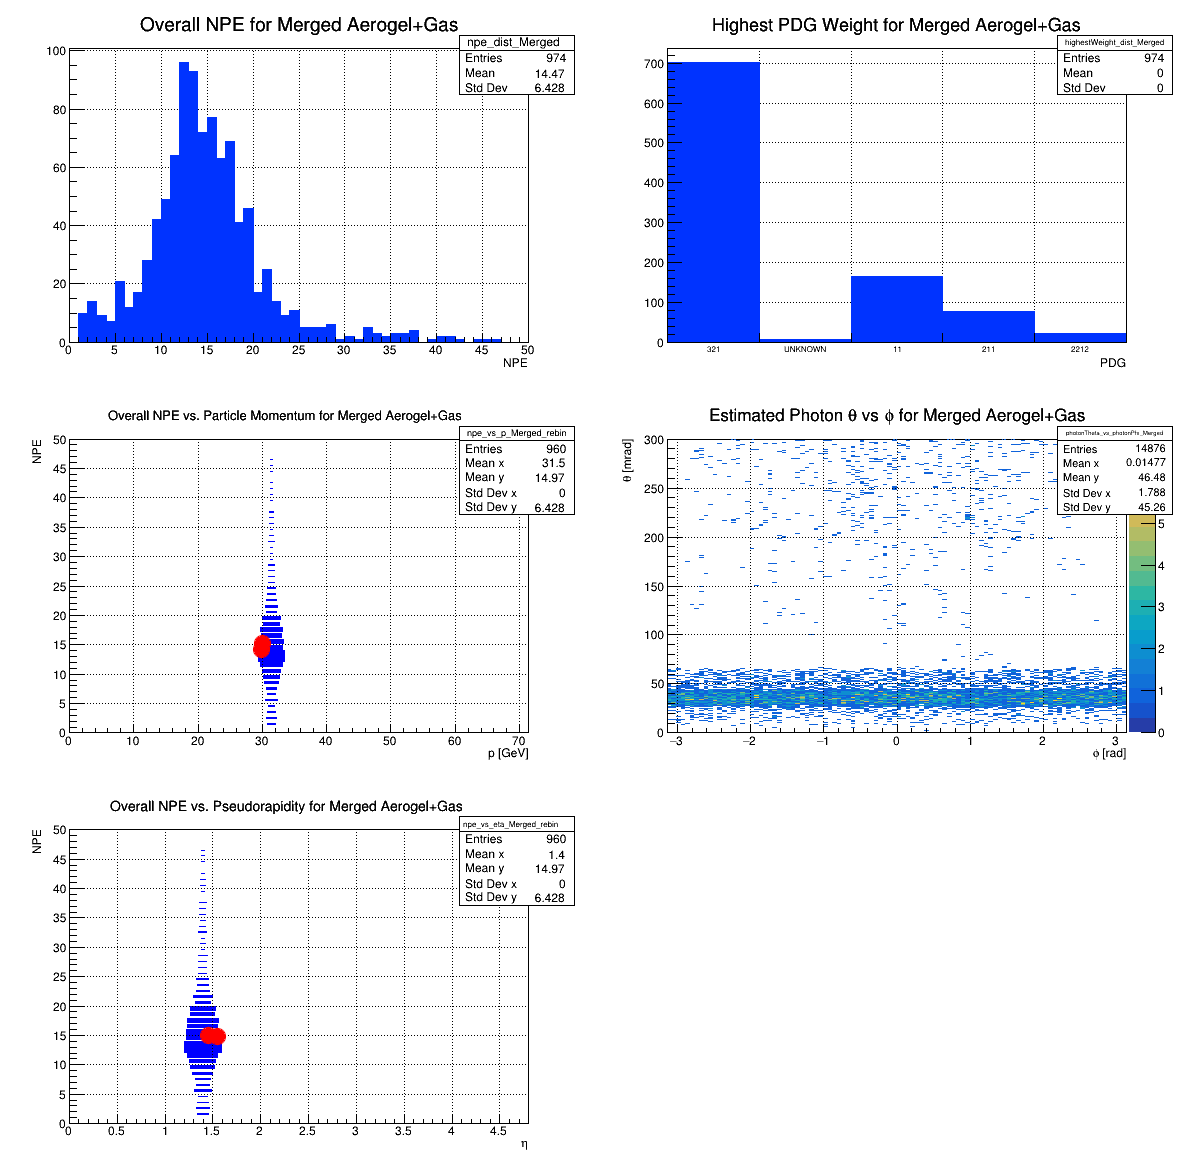 Overall NPE for Merged Aerogel+Gas
npe_dist_Merged
Entries 974
Mean 14.47
Std Dev 6.428
100
80
60
40
20
0
0 5 10 15 20 25 30 35 40 45 50
NPE
Highest PDG Weight for Merged Aerogel+Gas
highestWeight_dist_Merged
Entries 974
Mean 0
Std Dev 0
700
600
500
400
300
200
100
0
321 UNKNOWN 11 211 2212
PDG
Overall NPE vs. Particle Momentum for Merged Aerogel+Gas
npe_vs_p_Merged_rebin
Entries 960
Mean x 31.5
Mean y 14.97
Std Dev x 0
Std Dev y 6.428
NPE
50
45
40
35
30
25
20
15
10
5
0
0 10 20 30 40 50 60 70
p [GeV]
Estimated Photon θ vs ϕ for Merged Aerogel+Gas
photonTheta_vs_photonPhi_Merged
Entries 14876
Mean x 0.01477
Mean y 46.48
Std Dev x 1.788
Std Dev y 45.26
θ [mrad]
300
250
200
150
100
50
0
−3 −2 −1 0 1 2 3
ϕ [rad]
5
4
3
2
1
0
Overall NPE vs. Pseudorapidity for Merged Aerogel+Gas
npe_vs_eta_Merged_rebin
Entries 960
Mean x 1.4
Mean y 14.97
Std Dev x 0
Std Dev y 6.428
NPE
50
45
40
35
30
25
20
15
10
5
0
0 0.5 1 1.5 2 2.5 3 3.5 4 4.5
η